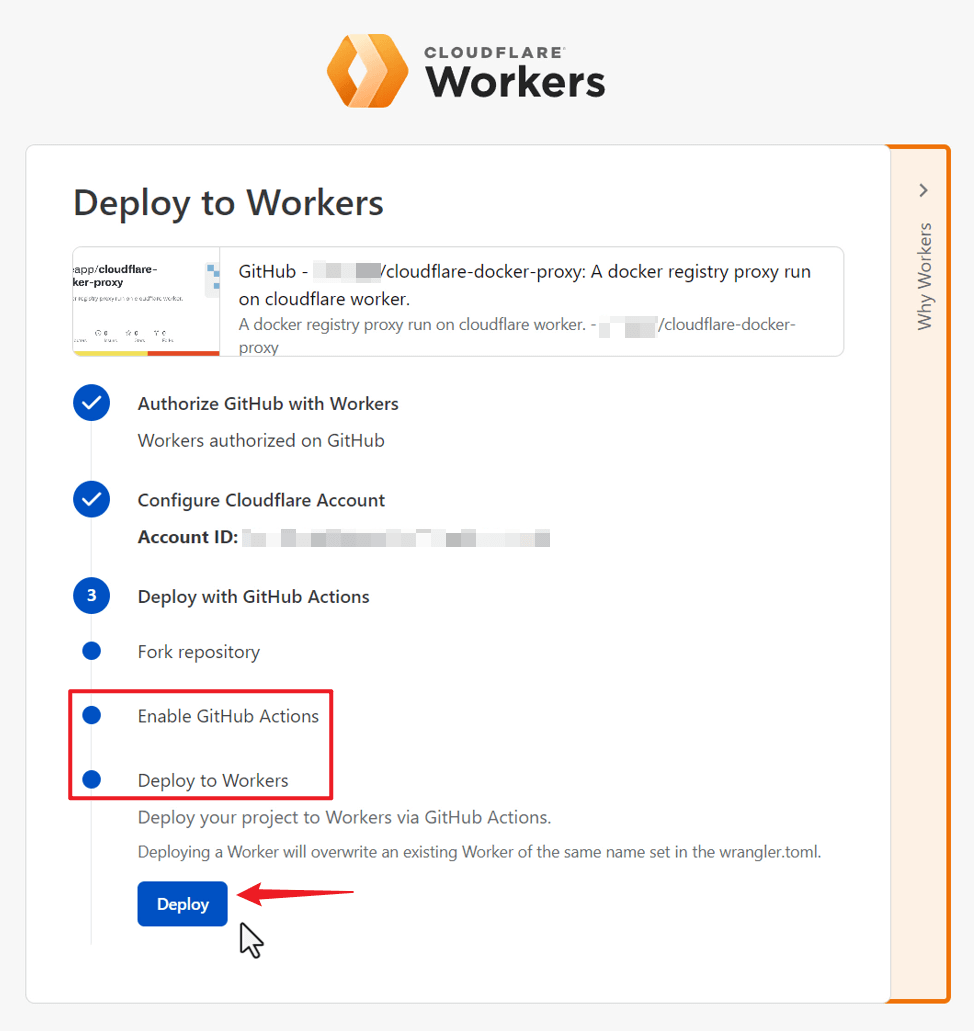 CLOUDFLARE
Workers
Why Workers
Deploy to Workers
eapp/cloudflare-
ker-proxy
GitHub - /cloudflare-docker-proxy: A docker registry proxy run
on cloudflare worker.
A docker registry proxy run on cloudflare worker. - /cloudflare-docker-
proxy
Authorize GitHub with Workers
Workers authorized on GitHub
Configure Cloudflare Account
Account ID:
3
Deploy with GitHub Actions
Fork repository
Enable GitHub Actions
Deploy to Workers
Deploy your project to Workers via GitHub Actions.
Deploying a Worker will overwrite an existing Worker of the same name set in the wrangler.toml.
Deploy